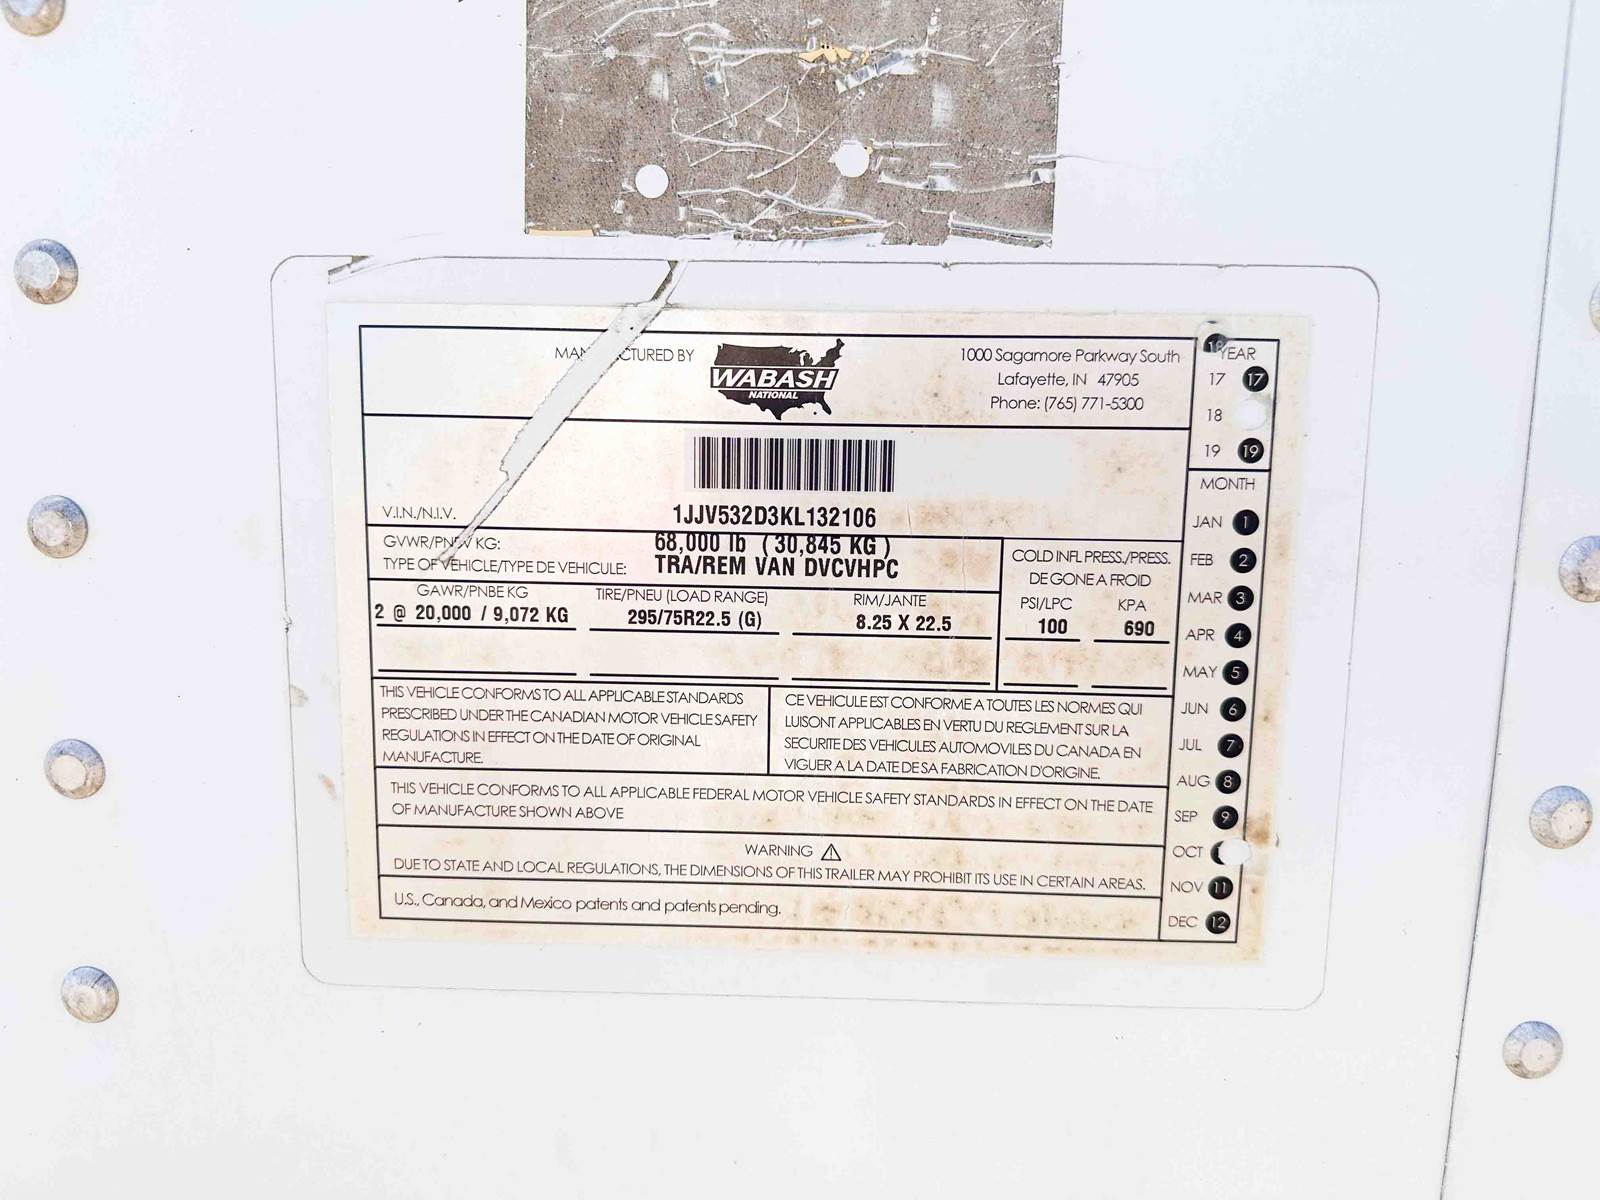 MANUFACTURED BY
WABASH
NATIONAL
1000 Sagamore Parkway South
Lafayette, IN 47905
Phone: (765) 771-5300
V.I.N./N.I.V.
1JJV532D3KL132106
GVWR/PNBV KG:
68,000 lb ( 30,845 KG )
TYPE OF VEHICLE/TYPE DE VEHICULE:
TRA/REM VAN DVCVHPC
GAWR/PNBE KG
TIRE/PNEU (LOAD RANGE)
RIM/JANTE
2 @ 20,000 / 9,072 KG
295/75R22.5 (G)
8.25 X 22.5
COLD INFL PRESS./PRESS.
DE GONE A FROID
PSI/LPC KPA
100 690
THIS VEHICLE CONFORMS TO ALL APPLICABLE STANDARDS
PRESCRIBED UNDER THE CANADIAN MOTOR VEHICLE SAFETY
REGULATIONS IN EFFECT ON THE DATE OF ORIGINAL
MANUFACTURE.
CE VEHICULE EST CONFORME A TOUTES LES NORMES QUI
LUISONT APPLICABLES EN VERTU DU REGLEMENT SUR LA
SECURITE DES VEHICULES AUTOMOVILES DU CANADA EN
VIGUER A LA DATE DE SA FABRICATION D'ORIGINE.
THIS VEHICLE CONFORMS TO ALL APPLICABLE FEDERAL MOTOR VEHICLE SAFETY STANDARDS IN EFFECT ON THE DATE
OF MANUFACTURE SHOWN ABOVE
WARNING
DUE TO STATE AND LOCAL REGULATIONS, THE DIMENSIONS OF THIS TRAILER MAY PROHIBIT ITS USE IN CERTAIN AREAS.
U.S., Canada, and Mexico patents and patents pending.
18 YEAR
17 17
18
19 19
MONTH
JAN 1
FEB 2
MAR 3
APR 4
MAY 5
JUN 6
JUL 7
AUG 8
SEP 9
OCT
NOV 11
DEC 12